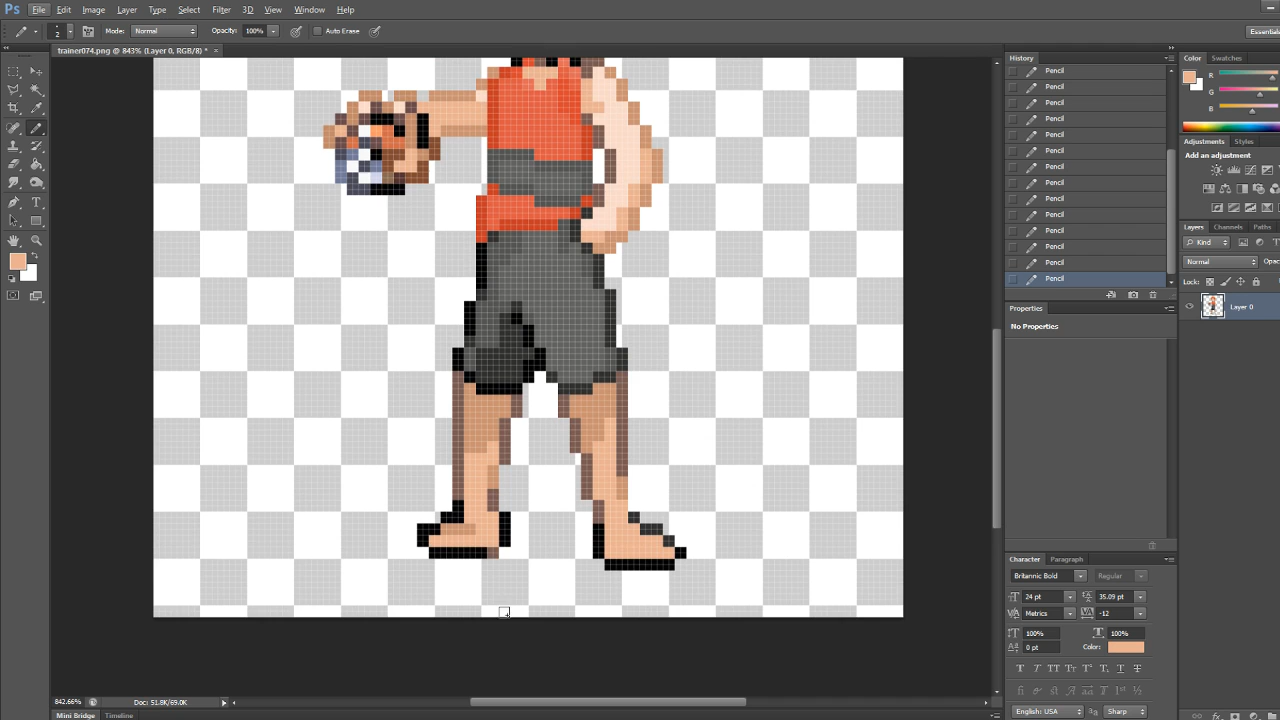 Ps File Edit Image Layer Type Select Filter 3D View Window Help
2 Mode: Normal Opacity: 100% Auto Erase Essentials
trainer074.png @ 843% (Layer 0, RGB/8) * ×
History
Pencil
Pencil
Pencil
Pencil
Pencil
Pencil
Pencil
Pencil
Pencil
Pencil
Pencil
Pencil
Pencil
Pencil
Properties
No Properties
Character Paragraph
Britannic Bold Regular
24 pt 35.09 pt
Metrics -12
100% 100%
0 pt Color:
English: USA Sharp
Color Swatches
R
G
B
Adjustments Styles
Add an adjustment
Layers Channels Paths
Kind
Normal Opac
Lock:
Layer 0
842.66% Doc: 51.8K/69.0K
Mini Bridge Timeline